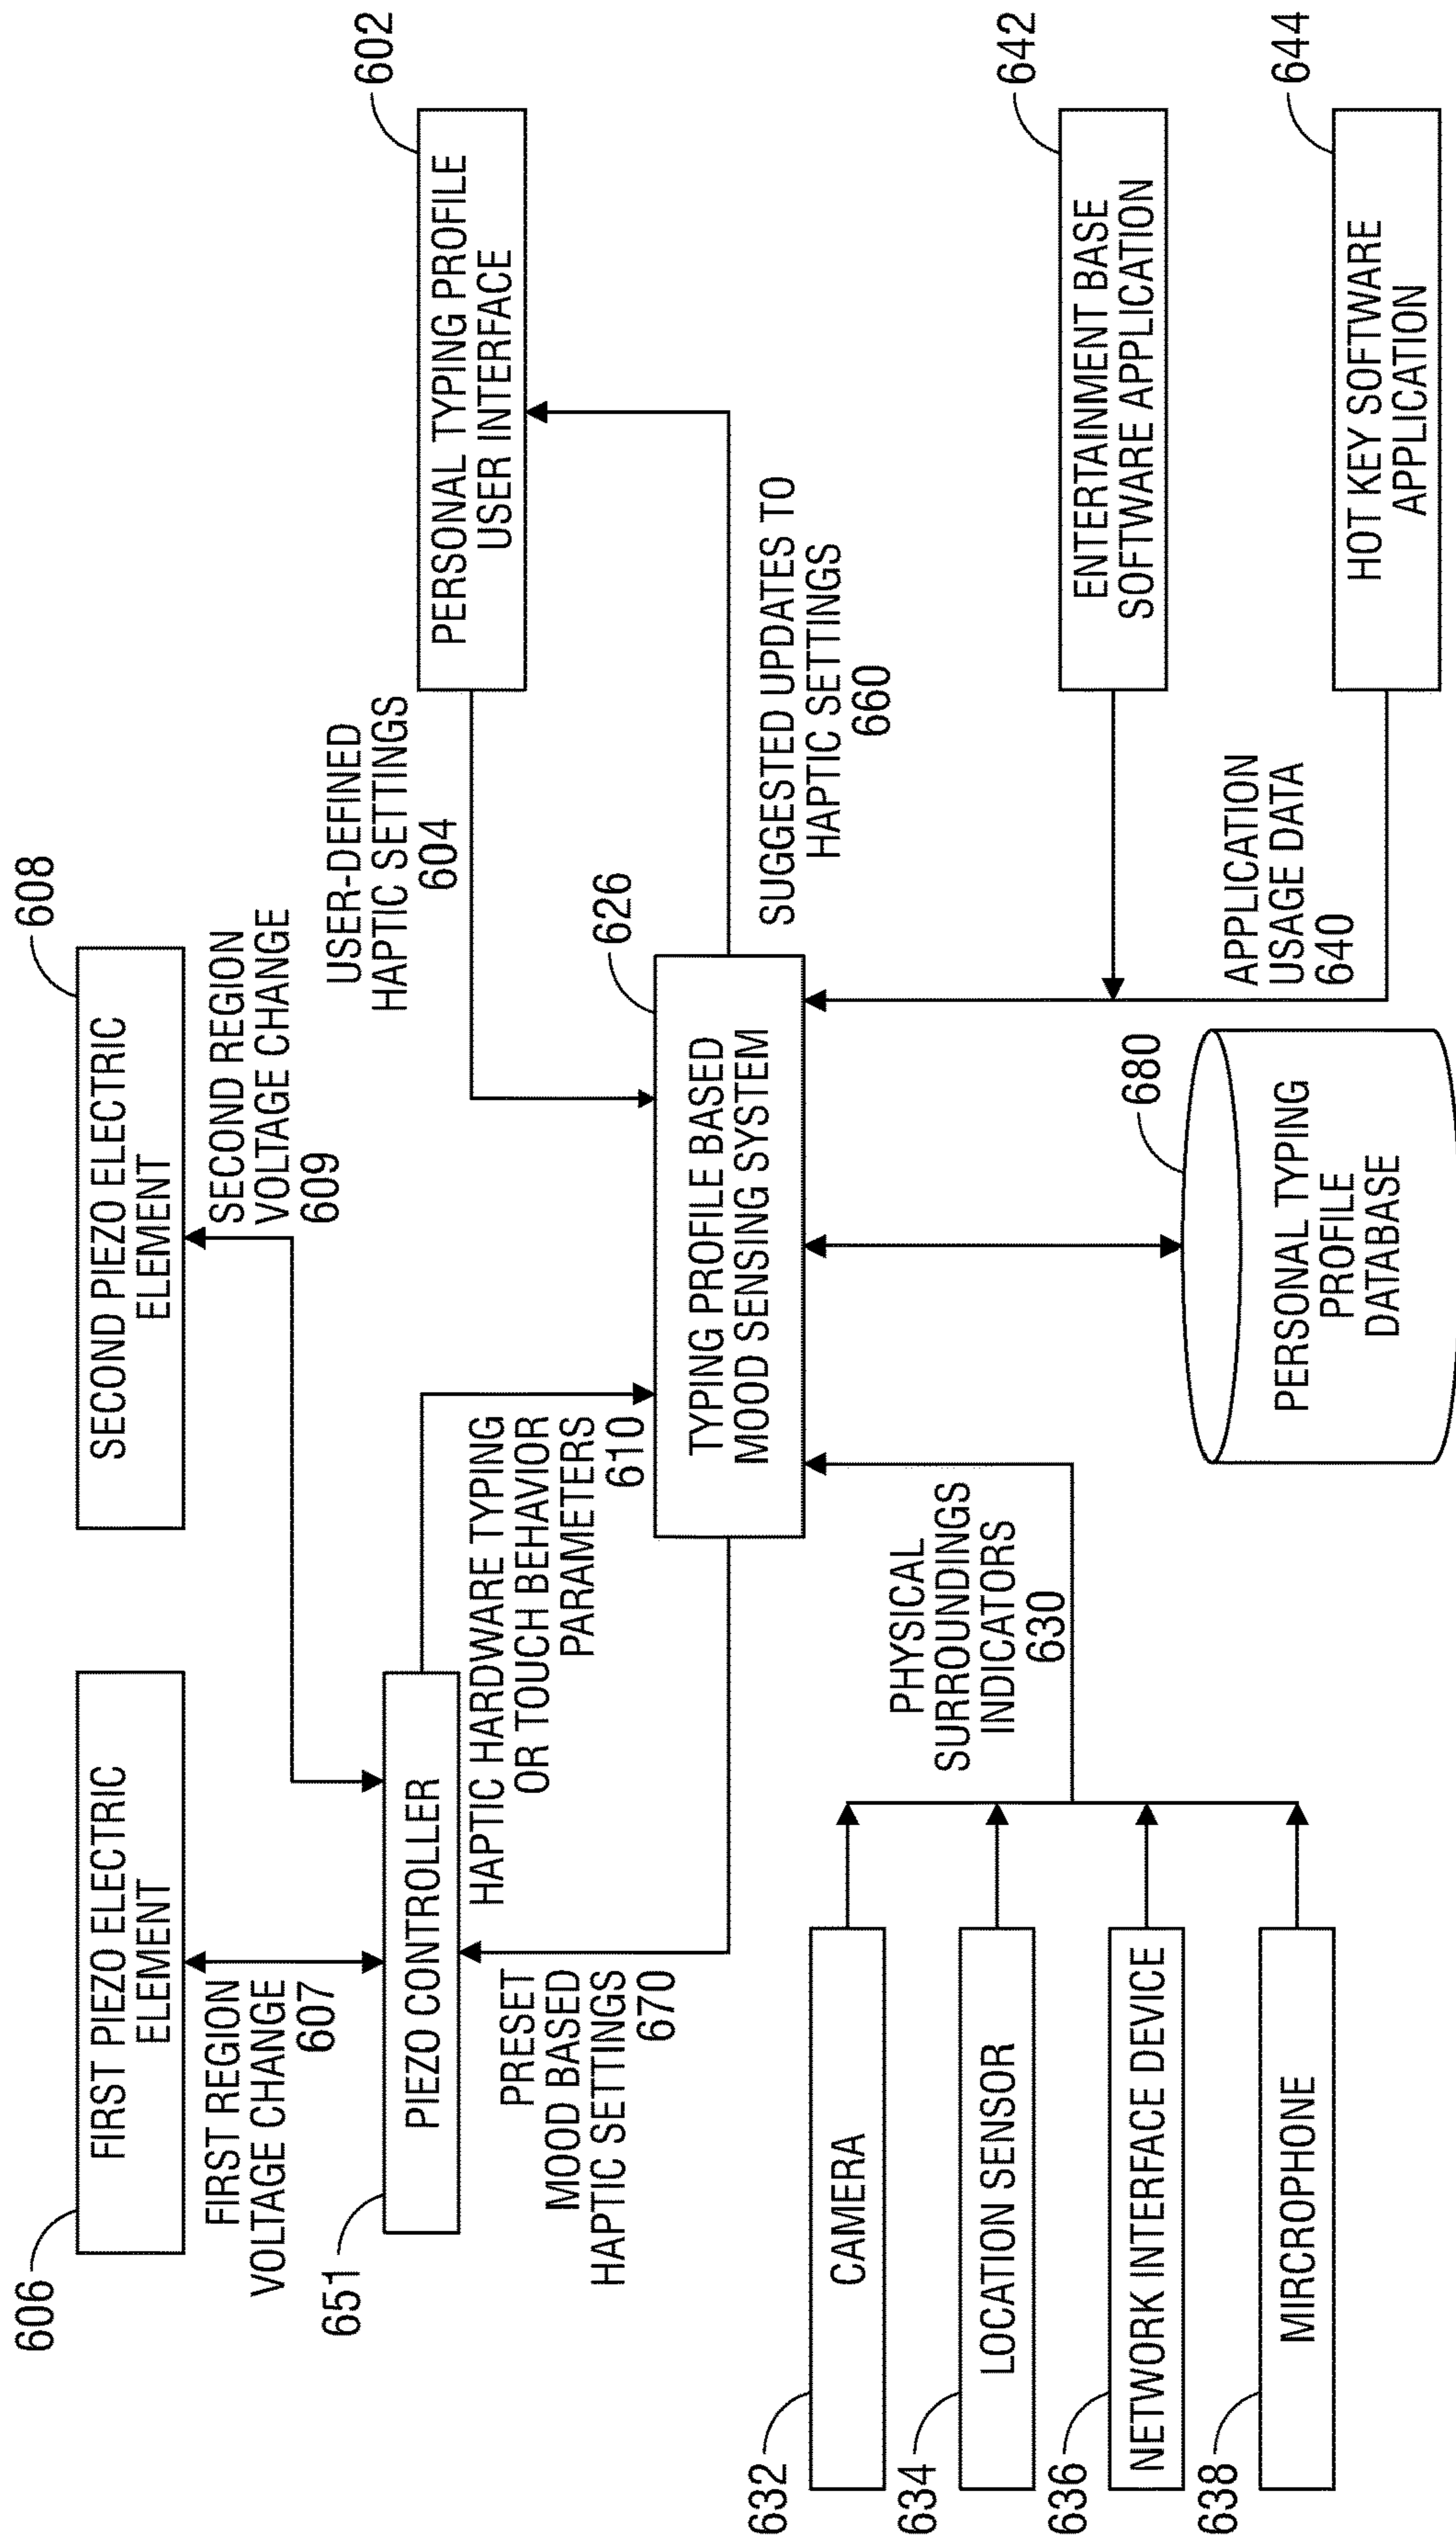 606
FIRST PIEZO ELECTRIC
ELEMENT
608
SECOND PIEZO ELECTRIC
ELEMENT
FIRST REGION
VOLTAGE CHANGE
607
SECOND REGION
VOLTAGE CHANGE
609
651
PIEZO CONTROLLER
USER-DEFINED
HAPTIC SETTINGS
604
602
PERSONAL TYPING PROFILE
USER INTERFACE
PRESET
MOOD BASED
HAPTIC SETTINGS
670
HAPTIC HARDWARE TYPING
OR TOUCH BEHAVIOR
PARAMETERS
610
626
TYPING PROFILE BASED
MOOD SENSING SYSTEM
SUGGESTED UPDATES TO
HAPTIC SETTINGS
660
632
CAMERA
634
LOCATION SENSOR
636
NETWORK INTERFACE DEVICE
638
MIRCROPHONE
PHYSICAL
SURROUNDINGS
INDICATORS
630
680
PERSONAL TYPING
PROFILE
DATABASE
APPLICATION
USAGE DATA
640
642
ENTERTAINMENT BASE
SOFTWARE APPLICATION
644
HOT KEY SOFTWARE
APPLICATION